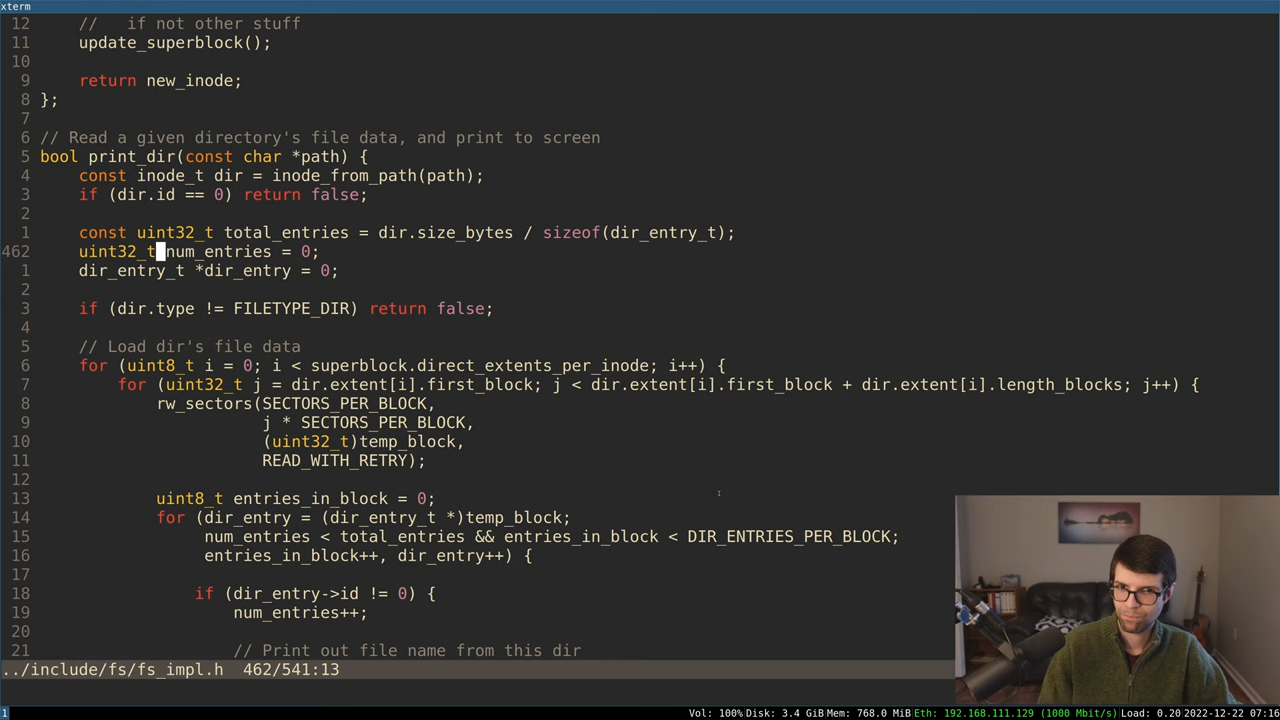 xterm
12 //   if not other stuff
11 update_superblock();
10
9 return new_inode;
8 };
7
6 // Read a given directory's file data, and print to screen
5 bool print_dir(const char *path) {
4 const inode_t dir = inode_from_path(path);
3 if (dir.id == 0) return false;
2
1 const uint32_t total_entries = dir.size_bytes / sizeof(dir_entry_t);
462 uint32_t num_entries = 0;
1 dir_entry_t *dir_entry = 0;
2
3 if (dir.type != FILETYPE_DIR) return false;
4
5 // Load dir's file data
6 for (uint8_t i = 0; i < superblock.direct_extents_per_inode; i++) {
7 for (uint32_t j = dir.extent[i].first_block; j < dir.extent[i].first_block + dir.extent[i].length_blocks; j++) {
8 rw_sectors(SECTORS_PER_BLOCK,
9 j * SECTORS_PER_BLOCK,
10 (uint32_t)temp_block,
11 READ_WITH_RETRY);
12
13 uint8_t entries_in_block = 0;
14 for (dir_entry = (dir_entry_t *)temp_block;
15 num_entries < total_entries && entries_in_block < DIR_ENTRIES_PER_BLOCK;
16 entries_in_block++, dir_entry++) {
17
18 if (dir_entry->id != 0) {
19 num_entries++;
20
21 // Print out file name from this dir
../include/fs/fs_impl.h  462/541:13
1 Vol: 100% Disk: 3.4 GiB Mem: 768.0 MiB Eth: 192.168.111.129 (1000 Mbit/s) Load: 0.20 2022-12-22 07:16